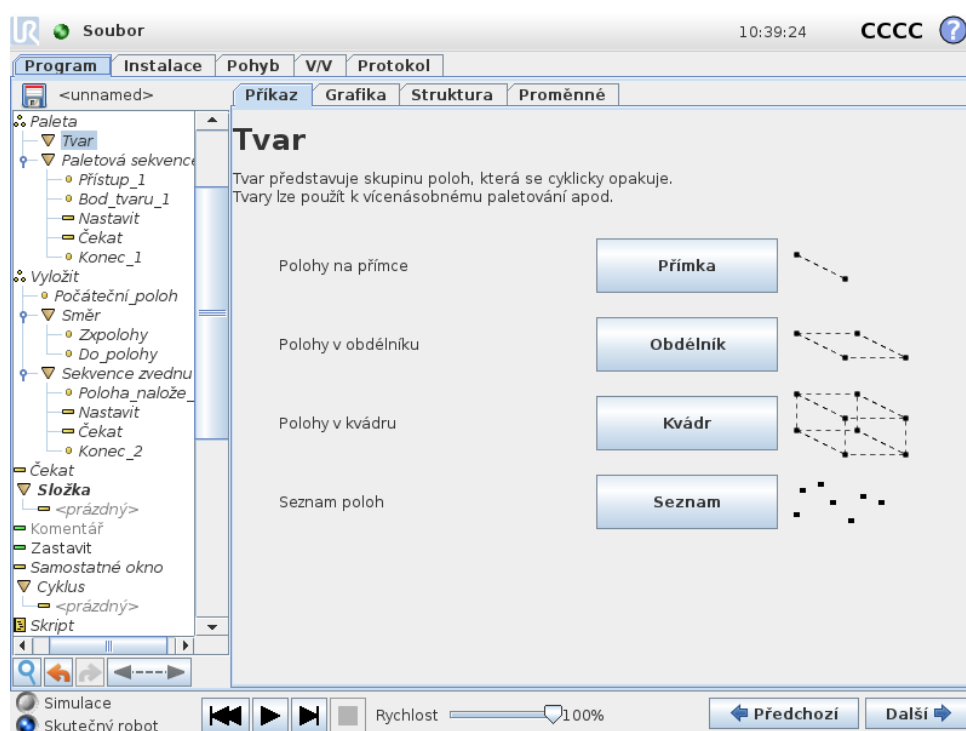 UR Soubor 10:39:24 CCCC ?
Program Instalace Pohyb V/V Protokol
<unnamed>
Příkaz Grafika Struktura Proměnné
Paleta
Tvar
Paletová sekvence
Přístup_1
Bod_tvaru_1
Nastavit
Čekat
Konec_1
Vyložit
Počáteční_poloh
Směr
Zxpolohy
Do_polohy
Sekvence zvednu
Poloha_nalože_
Nastavit
Čekat
Konec_2
Čekat
Složka
<prázdný>
Komentář
Zastavit
Samostatné okno
Cyklus
<prázdný>
Skript
Tvar
Tvar představuje skupinu poloh, která se cyklicky opakuje.
Tvary lze použít k vícenásobnému paletování apod.
Polohy na přímce Přímka
Polohy v obdélníku Obdélník
Polohy v kvádru Kvádr
Seznam poloh Seznam
Simulace
Skutečný robot
Rychlost 100%
Předchozí Další